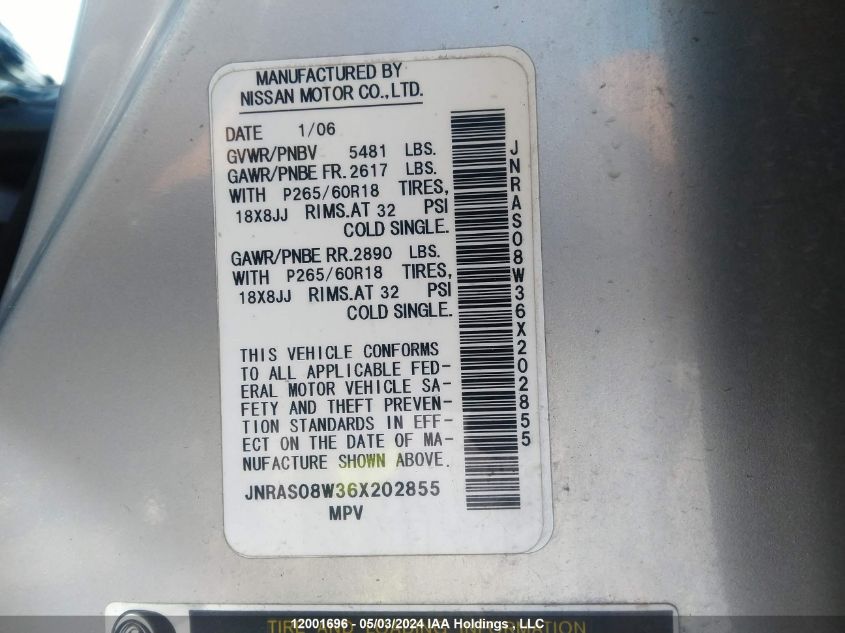 MANUFACTURED BY
NISSAN MOTOR CO.,LTD.
DATE 1/06
GVWR/PNBV 5481 LBS.
GAWR/PNBE FR.2617 LBS.
WITH P265/60R18 TIRES,
18X8JJ RIMS.AT 32 PSI
COLD SINGLE.
GAWR/PNBE RR.2890 LBS.
WITH P265/60R18 TIRES,
18X8JJ RIMS.AT 32 PSI
COLD SINGLE.
THIS VEHICLE CONFORMS
TO ALL APPLICABLE FED-
ERAL MOTOR VEHICLE SA-
FETY AND THEFT PREVEN-
TION STANDARDS IN EFF-
ECT ON THE DATE OF MA-
NUFACTURE SHOWN ABOVE.
JNRAS08W36X202855
MPV
JNRAS08W36X202855
TIRE AND LOADING INFORMATION
12001696 - 05/03/2024 IAA Holdings , LLC